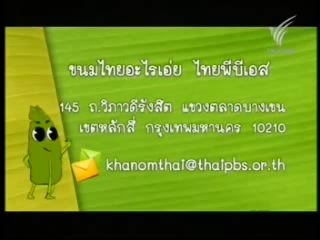 ขนมไทยอะไรเอ่ย ไทยพีบีเอส
145 ถ.วิภาวดีรังสิต แขวงตลาดบางเขน
เขตหลักสี่ กรุงเทพมหานคร 10210
khanomthai@thaipbs.or.th